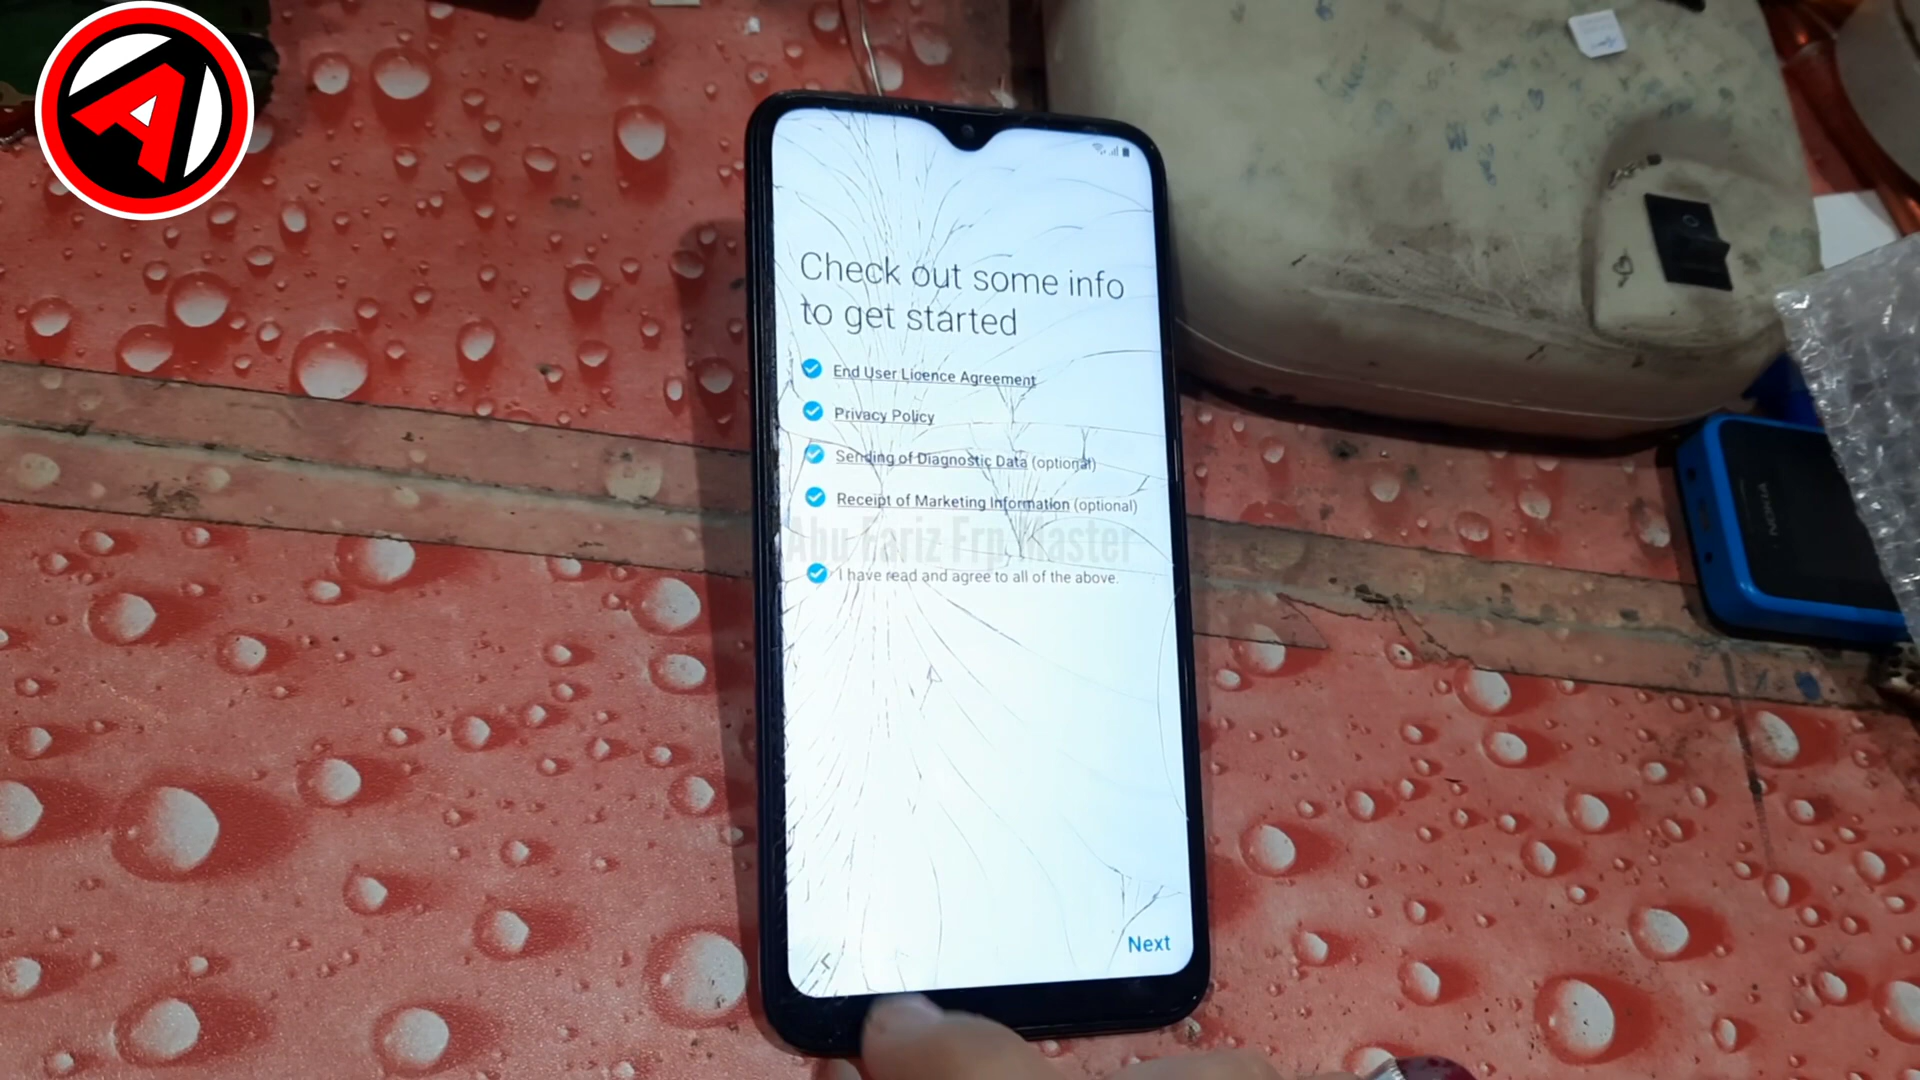 A
Check out some info
to get started
End User Licence Agreement
Privacy Policy
Sending of Diagnostic Data (optional)
Receipt of Marketing Information (optional)
Abu Fariz Frp Master
I have read and agree to all of the above.
Next
NOKIA